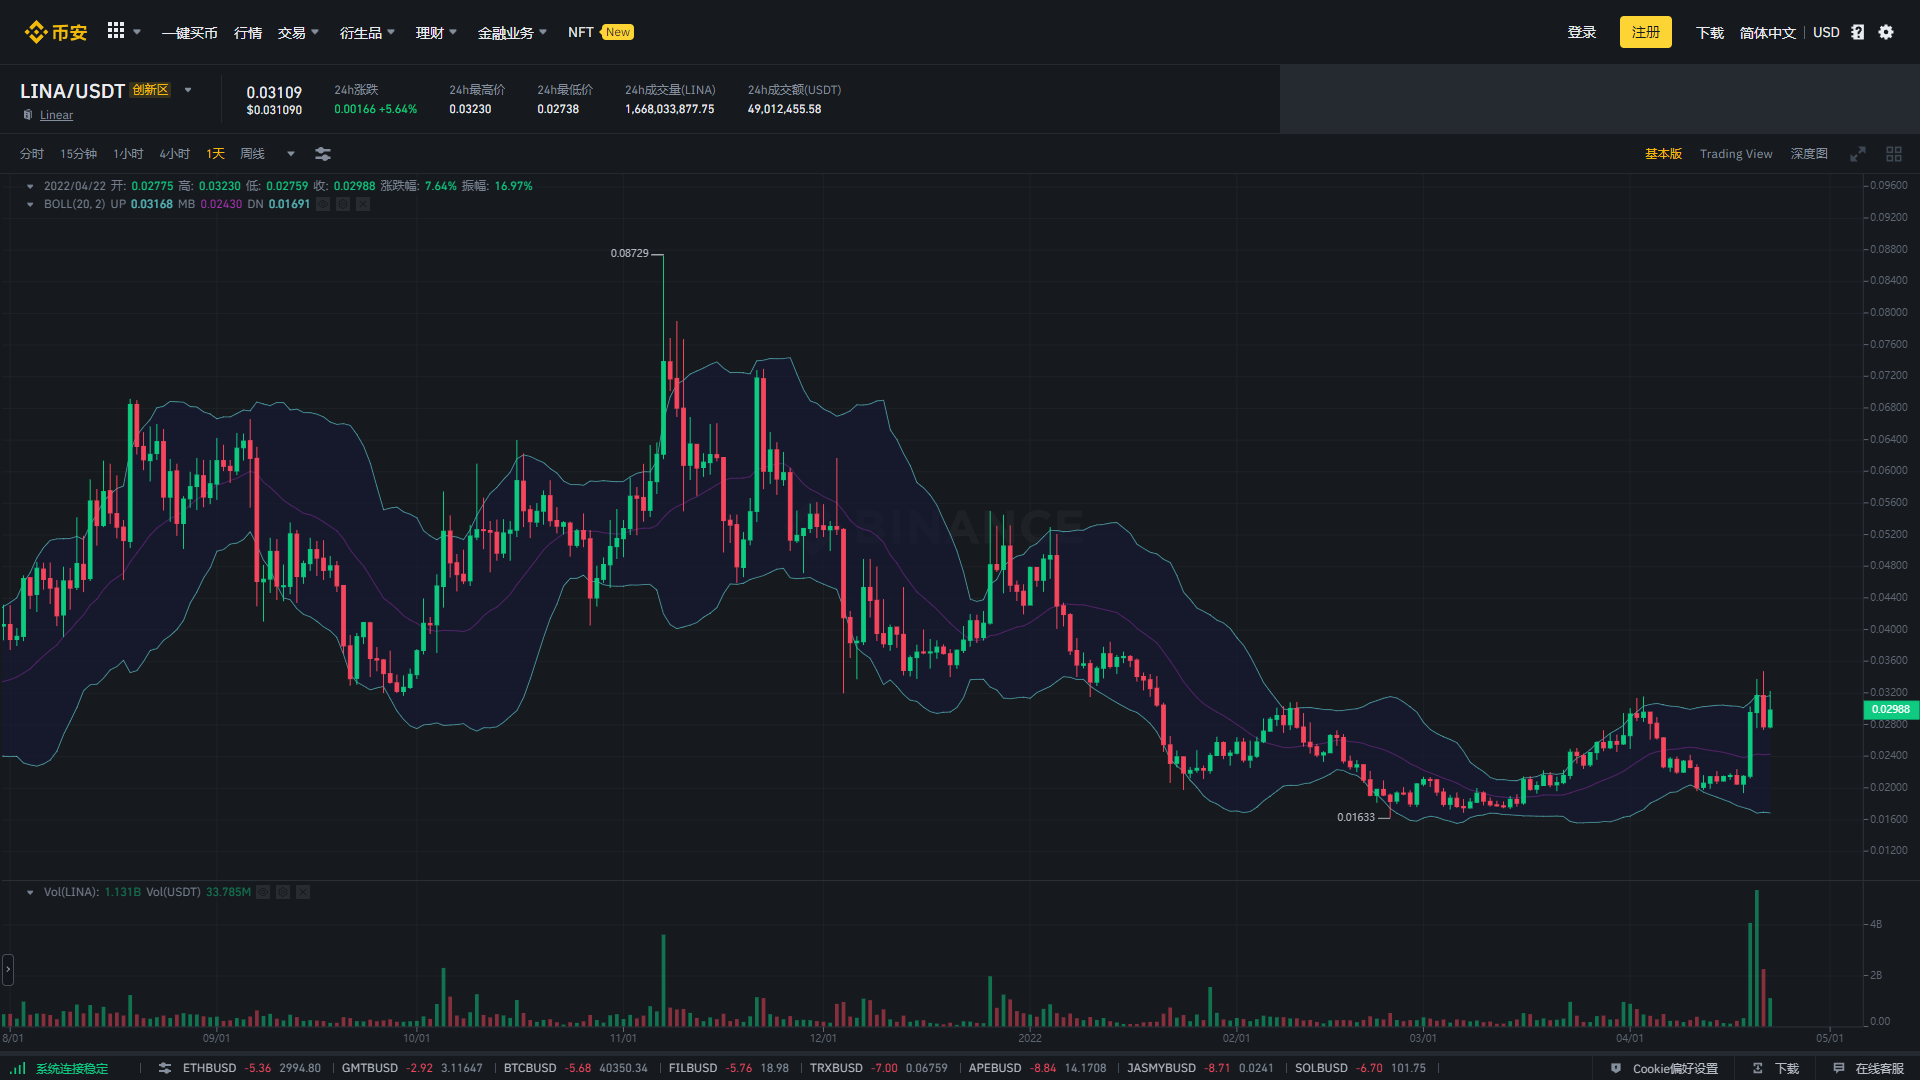 币安 一键买币 行情 交易 衍生品 理财 金融业务 NFT New 登录 注册 下载 简体中文 USD
LINA/USDT 创新区
Linear
0.03109
$0.031090
24h涨跌
0.00166 +5.64%
24h最高价
0.03230
24h最低价
0.02738
24h成交量(LINA)
1,668,033,877.75
24h成交额(USDT)
49,012,455.58
分时 15分钟 1小时 4小时 1天 周线 基本版 Trading View 深度图
2022/04/22 开: 0.02775 高: 0.03230 低: 0.02759 收: 0.02988 涨跌幅: 7.64% 振幅: 16.97%
BOLL(20, 2) UP 0.03168 MB 0.02430 DN 0.01691
0.08729
BINANCE
0.01633
0.09600
0.09200
0.08800
0.08400
0.08000
0.07600
0.07200
0.06800
0.06400
0.06000
0.05600
0.05200
0.04800
0.04400
0.04000
0.03600
0.03200
0.02988
0.02800
0.02400
0.02000
0.01600
0.01200
Vol(LINA): 1.131B Vol(USDT) 33.785M
4B
2B
0.00
8/01 09/01 10/01 11/01 12/01 2022 02/01 03/01 04/01 05/01
系统连接稳定 ETHBUSD -5.36 2994.80 GMTBUSD -2.92 3.11647 BTCBUSD -5.68 40350.34 FILBUSD -5.76 18.98 TRXBUSD -7.00 0.06759 APEBUSD -8.84 14.1708 JASMYBUSD -8.71 0.0241 SOLBUSD -6.70 101.75 Cookie偏好设置 下载 在线客服